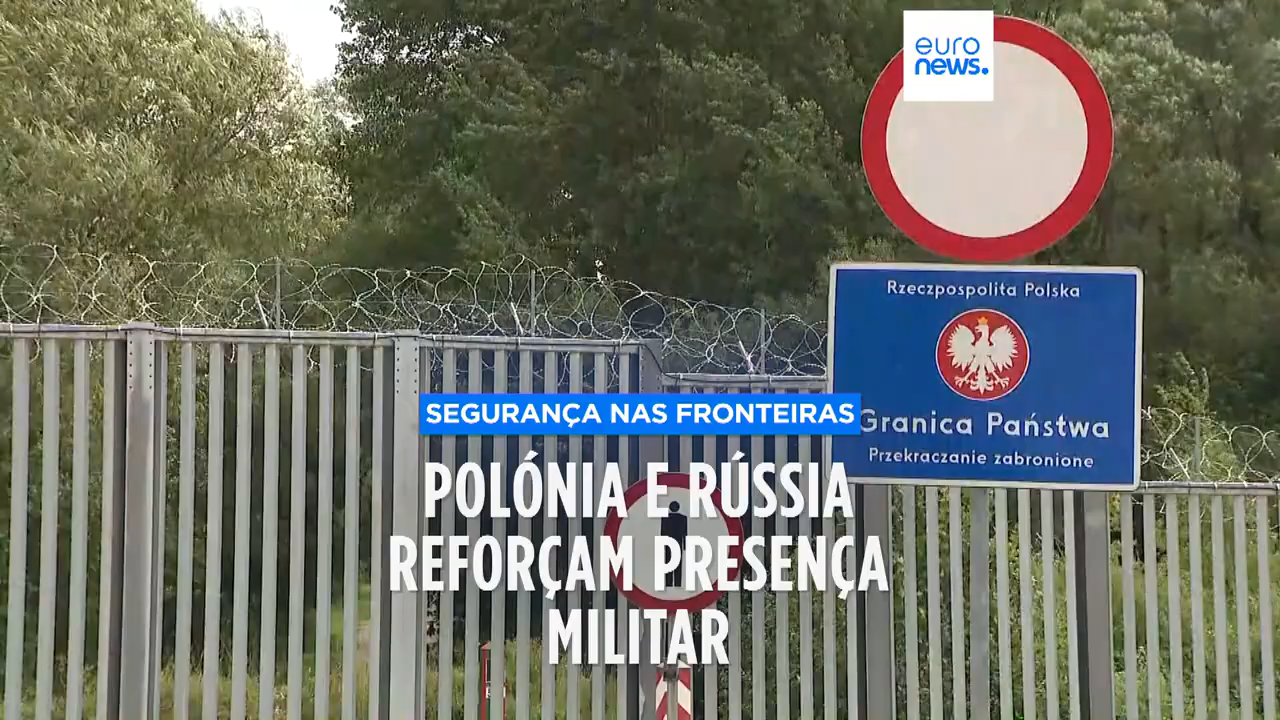 euro
news.
Rzeczpospolita Polska
Granica Państwa
Przekraczanie zabronione
SEGURANÇA NAS FRONTEIRAS
POLÓNIA E RÚSSIA
REFORÇAM PRESENÇA
MILITAR